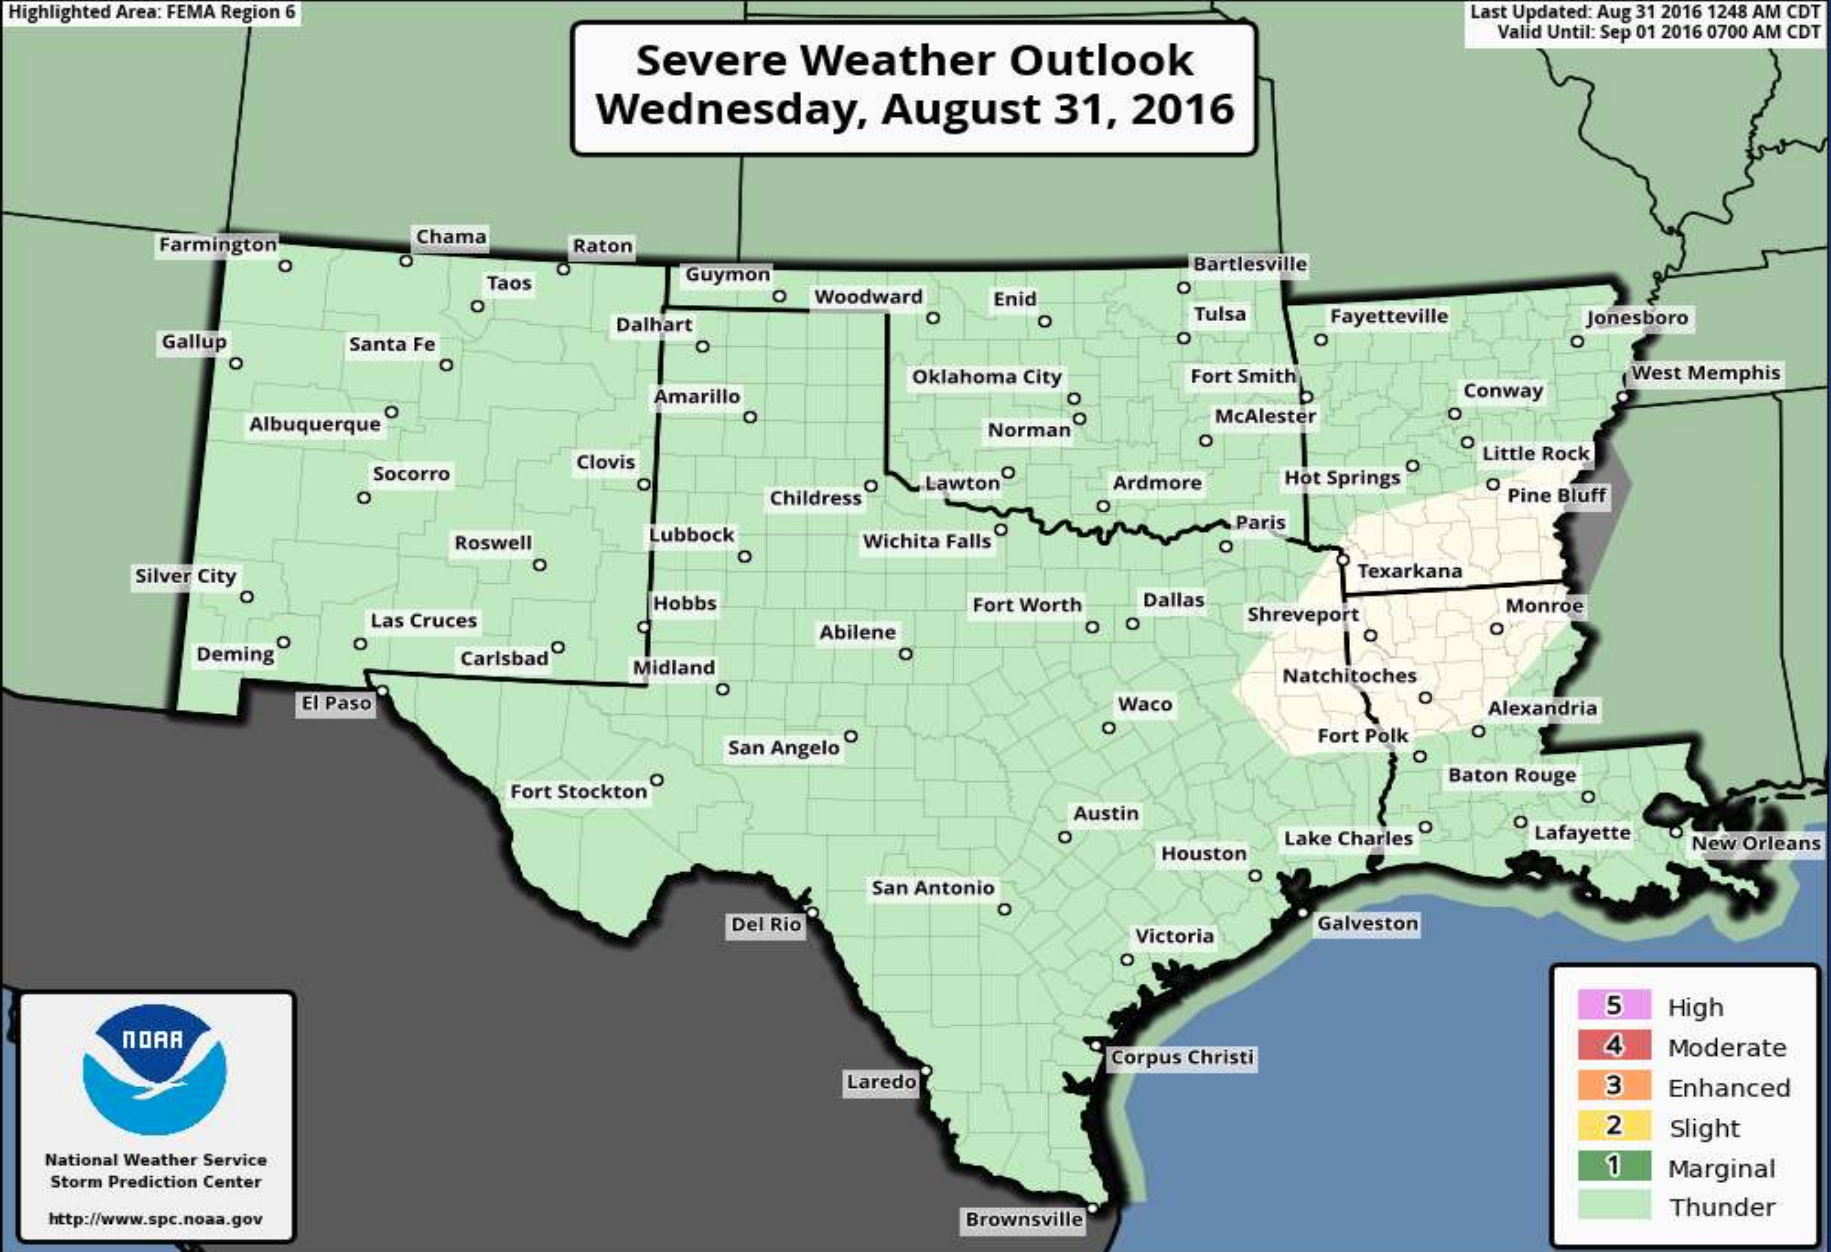 Highlighted Area: FEMA Region 6
Last Updated: Aug 31 2016 1248 AM CDT
Valid Until: Sep 01 2016 0700 AM CDT
Severe Weather Outlook
Wednesday, August 31, 2016
Farmington
Chama
Raton
Taos
Guymon
Woodward
Enid
Bartlesville
Tulsa
Fayetteville
Jonesboro
Gallup
Santa Fe
Dalhart
West Memphis
Albuquerque
Amarillo
Oklahoma City
Norman
Fort Smith
McAlester
Conway
Little Rock
Socorro
Clovis
Childress
Lawton
Ardmore
Hot Springs
Pine Bluff
Roswell
Lubbock
Wichita Falls
Paris
Texarkana
Silver City
Las Cruces
Hobbs
Abilene
Fort Worth
Dallas
Shreveport
Monroe
Deming
Carlsbad
Midland
Natchitoches
El Paso
San Angelo
Waco
Fort Polk
Alexandria
Fort Stockton
Austin
Houston
Lake Charles
Baton Rouge
Lafayette
New Orleans
San Antonio
Del Rio
Victoria
Galveston
Corpus Christi
Laredo
Brownsville
NOAA
National Weather Service
Storm Prediction Center
http://www.spc.noaa.gov
5 High
4 Moderate
3 Enhanced
2 Slight
1 Marginal
Thunder